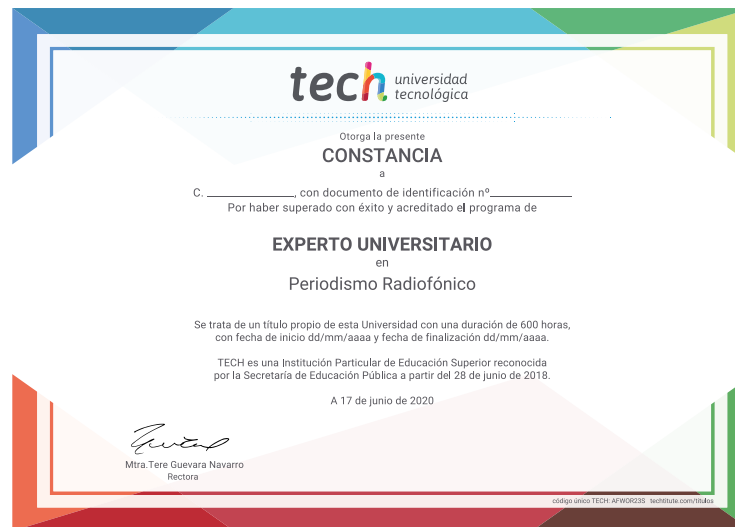 tech universidad
tecnológica
Otorga la presente
CONSTANCIA
a
C. ______________, con documento de identificación nº______________
Por haber superado con éxito y acreditado el programa de
EXPERTO UNIVERSITARIO
en
Periodismo Radiofónico
Se trata de un título propio de esta Universidad con una duración de 600 horas,
con fecha de inicio dd/mm/aaaa y fecha de finalización dd/mm/aaaa.
TECH es una Institución Particular de Educación Superior reconocida
por la Secretaría de Educación Pública a partir del 28 de junio de 2018.
A 17 de junio de 2020
Mtra.Tere Guevara Navarro
Rectora
código único TECH: AFWOR23S techtitute.com/titulos